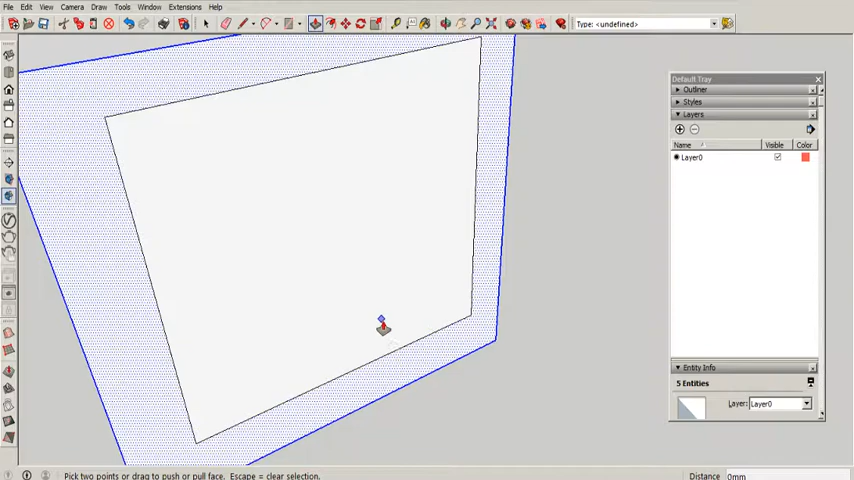 File Edit View Camera Draw Tools Window Extensions Help
Type: <undefined>
Default Tray
Outliner
Styles
Layers
Name Visible Color
Layer0
Entity Info
5 Entities
Layer: Layer0
Pick two points or drag to push or pull face. Escape = clear selection. Distance 0mm